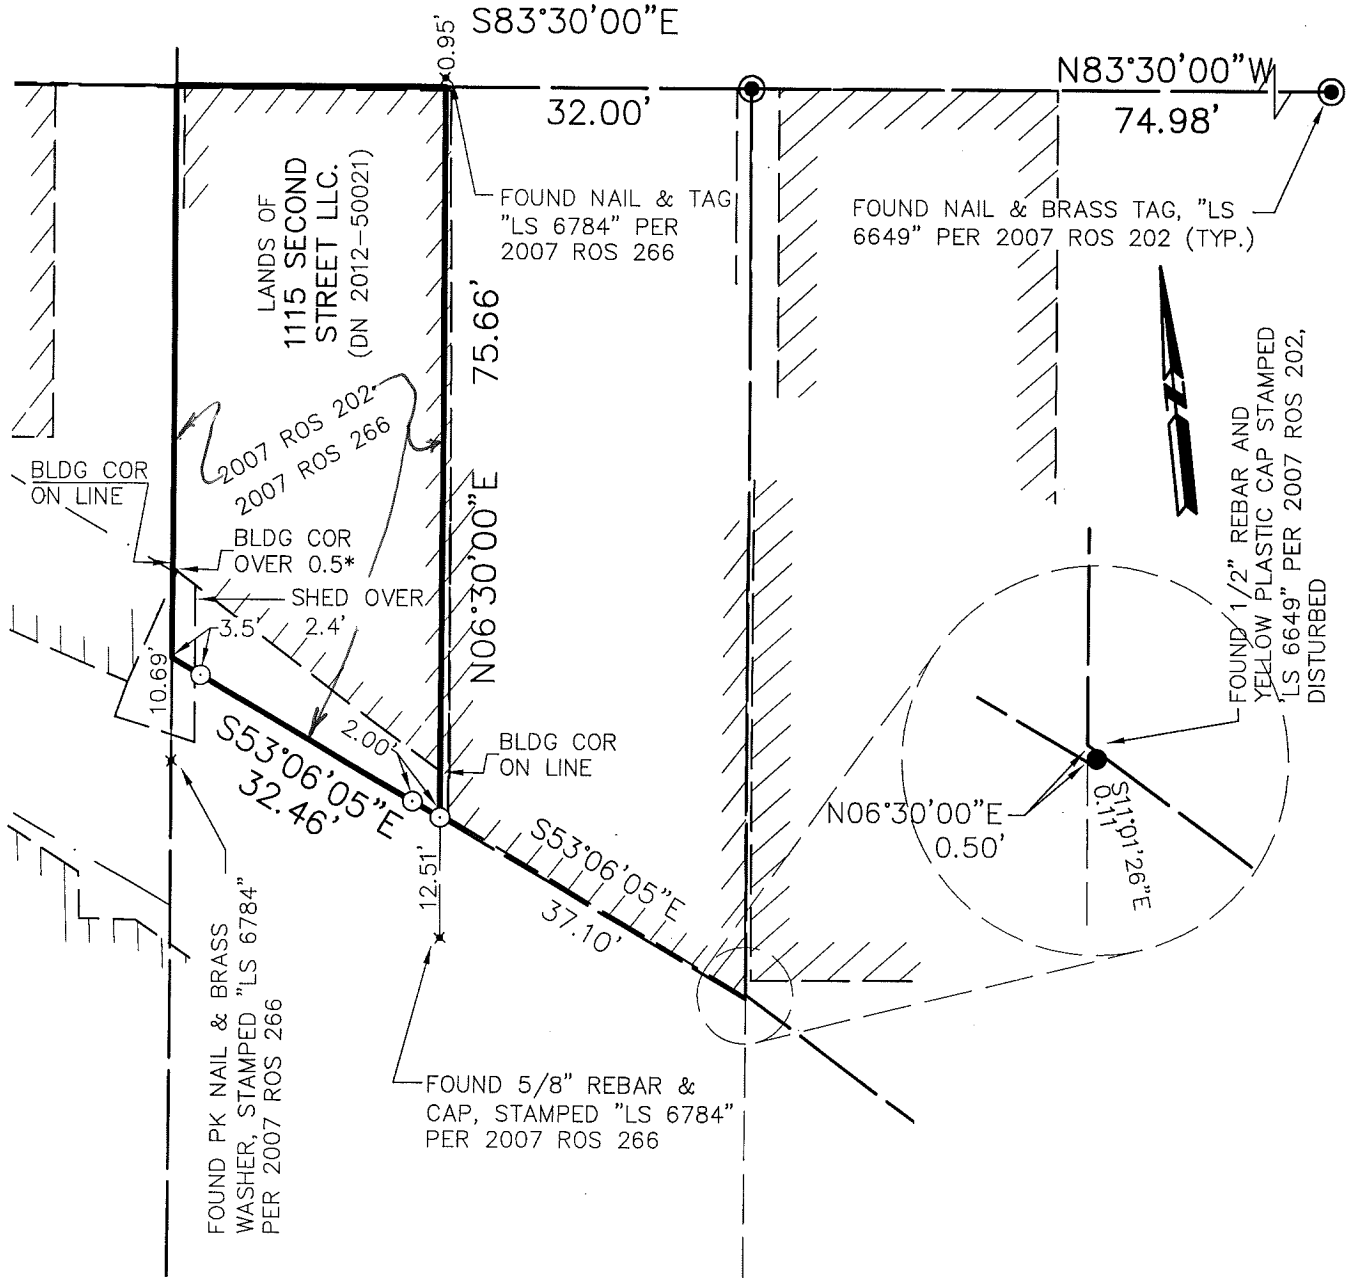 S83°30'00"E
0.95'
32.00'
N83°30'00"W
74.98'
LANDS OF
1115 SECOND
STREET LLC.
(DN 2012-50021)
FOUND NAIL & TAG
"LS 6784" PER
2007 ROS 266
FOUND NAIL & BRASS TAG, "LS
6649" PER 2007 ROS 202 (TYP.)
75.66'
N06°30'00"E
2007 ROS 202
2007 ROS 266
BLDG COR
ON LINE
BLDG COR
OVER 0.5*
SHED OVER
2.4'
3.5'
10.69'
S53°06'05"E
32.46'
2.00'
BLDG COR
ON LINE
12.51'
S53°06'05"E
37.10'
N
FOUND 1/2" REBAR AND
YELLOW PLASTIC CAP STAMPED
"LS 6649" PER 2007 ROS 202,
DISTURBED
N06°30'00"E
0.50'
S11°01'26"E
0.11'
FOUND PK NAIL & BRASS
WASHER, STAMPED "LS 6784"
PER 2007 ROS 266
FOUND 5/8" REBAR &
CAP, STAMPED "LS 6784"
PER 2007 ROS 266